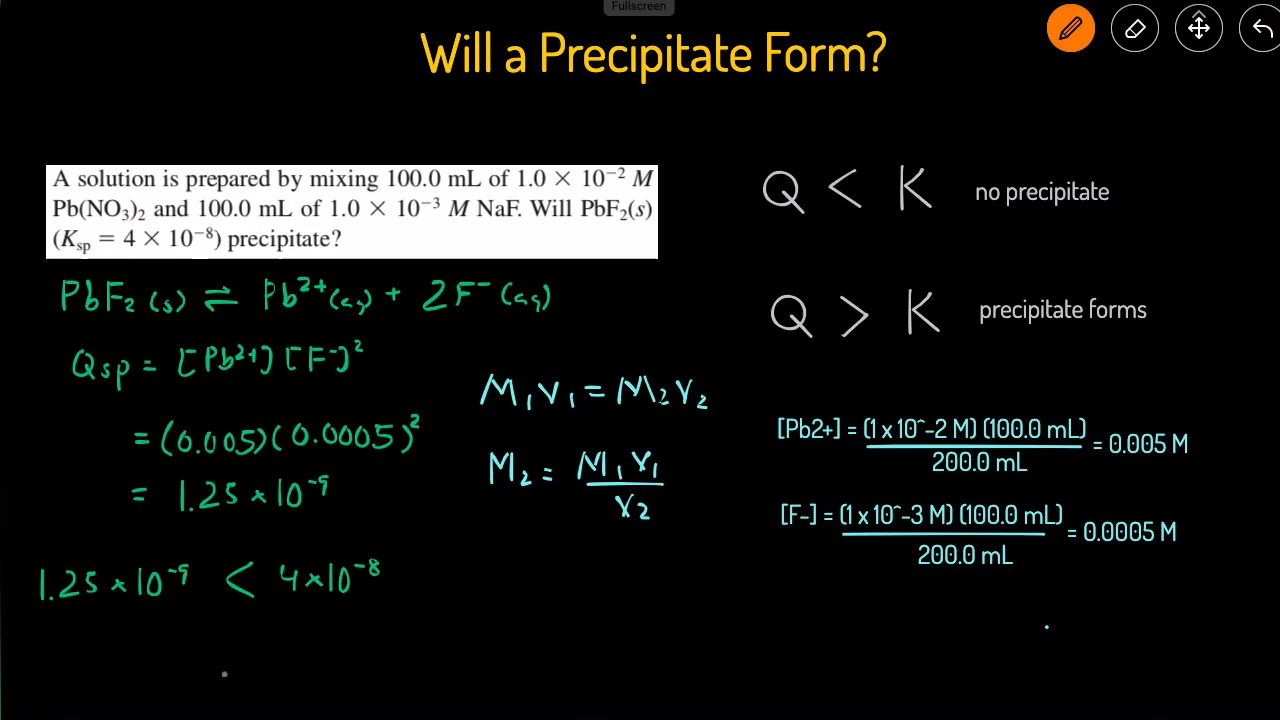 Fullscreen
Will a Precipitate Form?
A solution is prepared by mixing 100.0 mL of 1.0 × 10⁻² M
Pb(NO₃)₂ and 100.0 mL of 1.0 × 10⁻³ M NaF. Will PbF₂(s)
(Kₛₚ = 4 × 10⁻⁸) precipitate?
PbF₂ (s) ⇌ Pb²⁺(aq) + 2F⁻(aq)
Qsp = [Pb²⁺][F⁻]²
= (0.005)(0.0005)²
= 1.25 × 10⁻⁹
1.25 × 10⁻⁹ < 4 × 10⁻⁸
M₁V₁ = M₂V₂
M₂ = M₁V₁
V₂
Q < K no precipitate
Q > K precipitate forms
[Pb2+] = (1 x 10^-2 M) (100.0 mL) = 0.005 M
200.0 mL
[F-] = (1 x 10^-3 M) (100.0 mL) = 0.0005 M
200.0 mL